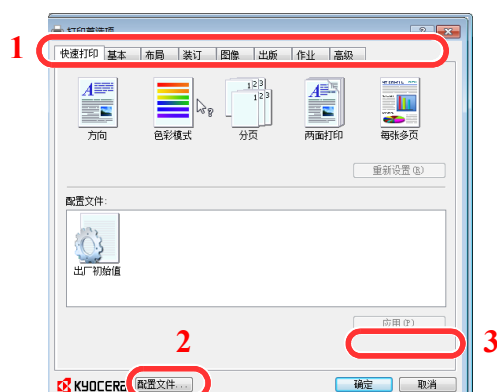 打印首选项
1
快速打印 基本 布局 装订 图像 出版 作业 高级
方向 色彩模式 分页 两面打印 每张多页
重新设置(R)
配置文件:
出厂初始值
应用(P)
3
2
KYOCERA 配置文件... 确定 取消